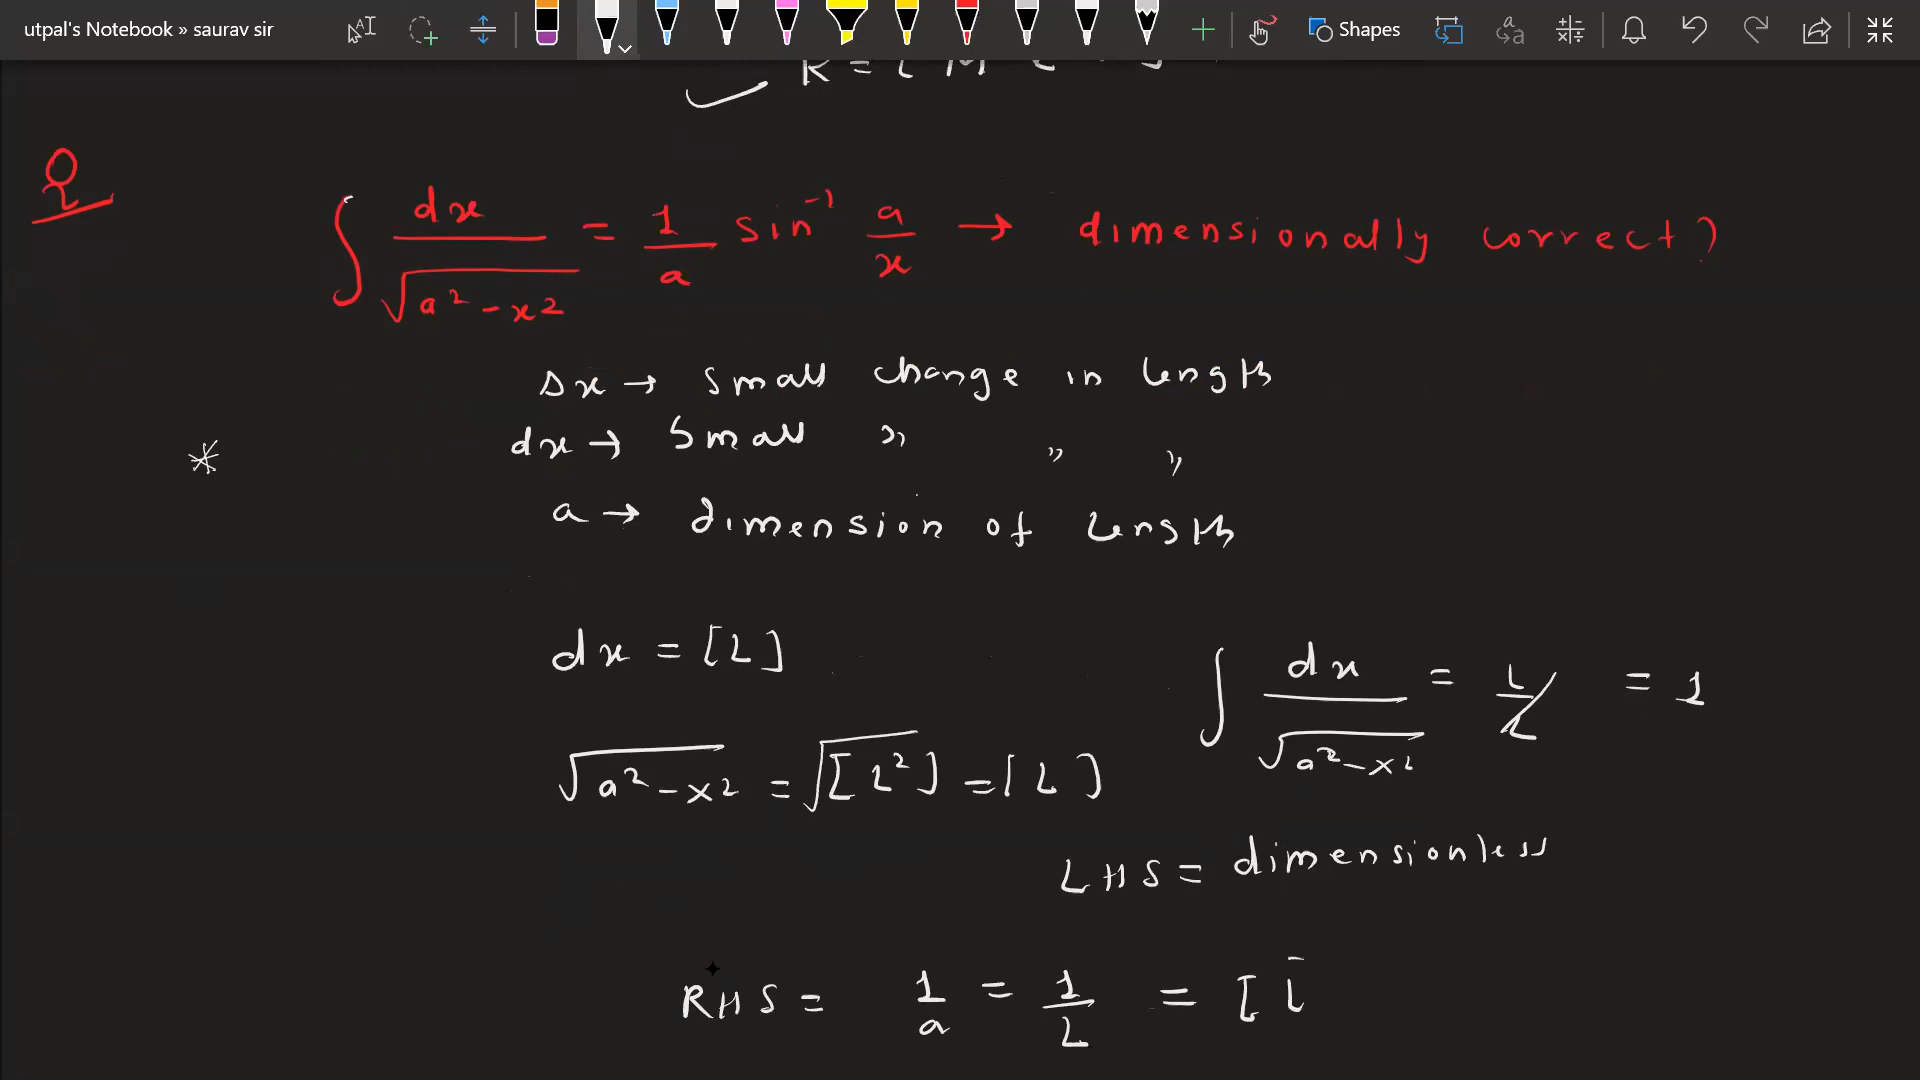 utpal's Notebook » saurav sir
Shapes
R = [ M L
Q
∫ dx / √(a² - x²) = 1/a sin⁻¹ a/x → dimensionally correct?
Δx → small change in length
dx → small " " "
*
a → dimension of length
dx = [L]
∫ dx / √(a² - x²) = L/L = 1
√(a² - x²) = √[L²] = [L]
LHS = dimensionless
RHS = 1/a = 1/L = [L